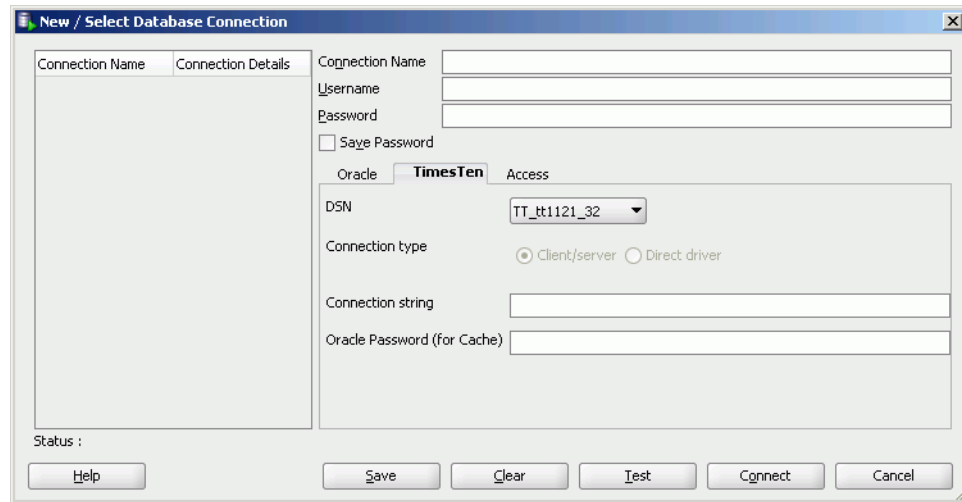 New / Select Database Connection
Connection Name Connection Details
Connection Name
Username
Password
Save Password
Oracle TimesTen Access
DSN TT_tt1121_32
Connection type Client/server Direct driver
Connection string
Oracle Password (for Cache)
Status :
Help Save Clear Test Connect Cancel